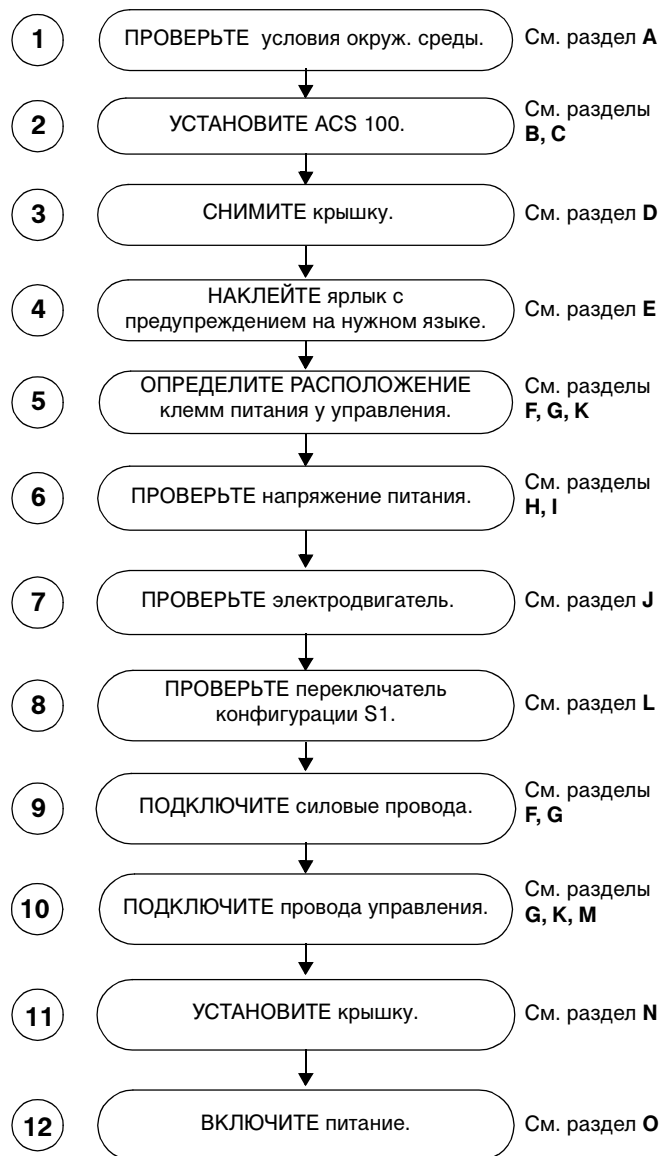 1
ПРОВЕРЬТЕ условия окруж. среды.
См. раздел A
2
УСТАНОВИТЕ ACS 100.
См. разделы
B, C
3
СНИМИТЕ крышку.
См. раздел D
4
НАКЛЕЙТЕ ярлык с
предупреждением на нужном языке.
См. раздел E
5
ОПРЕДЕЛИТЕ РАСПОЛОЖЕНИЕ
клемм питания у управления.
См. разделы
F, G, K
6
ПРОВЕРЬТЕ напряжение питания.
См. разделы
H, I
7
ПРОВЕРЬТЕ электродвигатель.
См. раздел J
8
ПРОВЕРЬТЕ переключатель
конфигурации S1.
См. раздел L
9
ПОДКЛЮЧИТЕ силовые провода.
См. разделы
F, G
10
ПОДКЛЮЧИТЕ провода управления.
См. разделы
G, K, M
11
УСТАНОВИТЕ крышку.
См. раздел N
12
ВКЛЮЧИТЕ питание.
См. раздел O